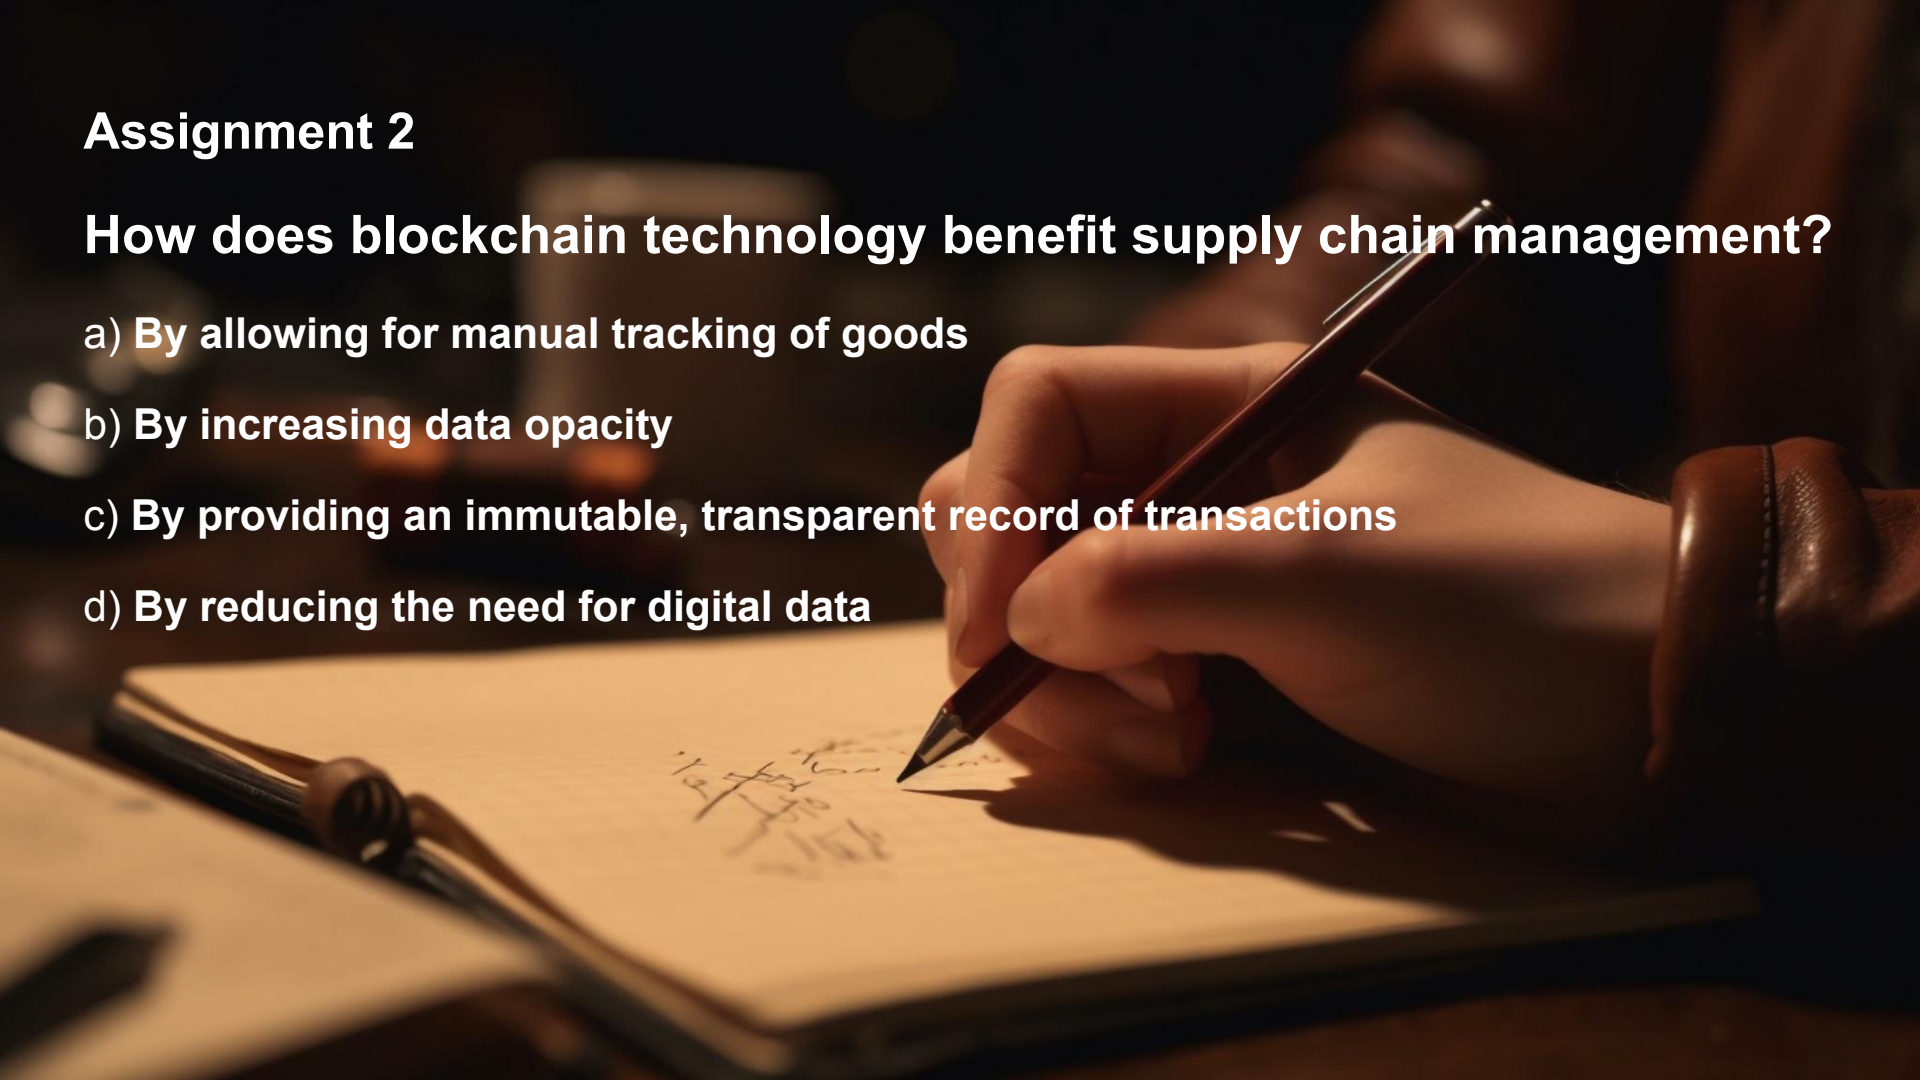 Assignment 2
How does blockchain technology benefit supply chain management?
a) By allowing for manual tracking of goods
b) By increasing data opacity
c) By providing an immutable, transparent record of transactions
d) By reducing the need for digital data